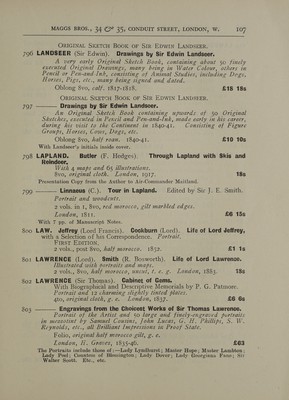 MAGGS BROS., 34 & 35, CONDUIT STREET, LONDON, W. 107
ORIGINAL SKETCH BOOK OF SIR EDWIN LANDSEER.
796 LANDSEER (Sir Edwin). Drawings by Sir Edwin Landseer.
A very early Original Sketch Book, containing about 50 finely
executed Original Drawings, many being in Water Colour, others in
Pencil or Pen-and-Ink, consisting of Animal Studies, including Dogs,
Horses, Pigs, etc., many being signed and dated.
Oblong 8vo, calf. 1817-1818. £18 18s
ORIGINAL SKETCH BOOK OF SIR EDWIN LANDSEER.
797 —— Drawings by Sir Edwin Landseer.
An Original Sketch Book containing upwards of 50 Original
Sketches, executed in Pencil and Pen-and-Ink, made early in his career,
during his visit to the Continent in 1840-41. Consisting of Figure
Groups, Horses, Cows, Dogs, etc.
Oblong 8vo, half roan. 1840-41. £10 10s
With Landseer's initials inside cover.
798 LAPLAND. Butler (F. Hedges). Through Lapland with Skis and
Reindeer,
With 4 maps and 65 illustrations.
8vo, original cloth. London, 1917. 18s
Presentation Copy from the Author to Air-Commander Maitland.
799 —— Linnaeus (C.). Tour in Lapland. Edited by Sir J. E. Smith.
Portrait and woodcuts.
2 vols. in 1, 8vo, red morocco, gilt marbled edges.
London, 1811. £6 15s
With 7 pp. of Manuscript Notes.
800 LAW. Jeffrey (Lord Francis). Cockburn (Lord). Life of Lord Jeffrey,
with a Selection of his Correspondence. Portrait.
FIRST EDITION.
2 vols., post 8vo, half morocco. 1852. £1 1s
801 LAWRENCE (Lord). Smith (R. Bosworth). Life of Lord Lawrence.
Illustrated with portraits and maps.
2 vols., 8vo, half morocco, uncut, t. e. g. London, 1883. 18s
802 LAWRENCE (Sir Thomas). Cabinet of Gems.
With Biographical and Descriptive Memorials by P. G. Patmore.
Portrait and 12 charming slightly tinted plates.
4to, original cloth, g. e. London, 1837. £6 6s
803 —— Engravings from the Choicest Works of Sir Thomas Lawrence.
Portrait of the Artist and 50 large and finely-engraved portraits
in mezzotint by Samuel Cousins, John Lucas, G. H. Phillips, S. W.
Reynolds, etc., all Brilliant Impressions in Proof State.
Folio, original half morocco gilt, g. e.
London, H. Graves, 1835-46. £63
The Portraits include those of:—Lady Lyndhurst; Master Hope; Master Lambton;
Lady Peel; Countess of Blessington; Lady Dover; Lady Georgiana Fane; Sir
Walter Scott. Etc., etc.